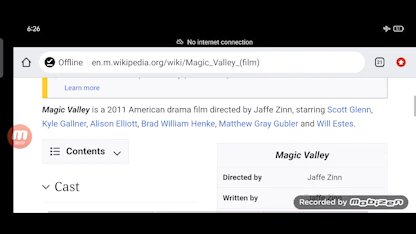 6:26
No internet connection
Offline en.m.wikipedia.org/wiki/Magic_Valley_(film)
21
Learn more
Magic Valley is a 2011 American drama film directed by Jaffe Zinn, starring Scott Glenn,
Kyle Gallner, Alison Elliott, Brad William Henke, Matthew Gray Gubler and Will Estes.
Contents
Magic Valley
Directed by Jaffe Zinn
Cast
Written by
Recorded by mobizen